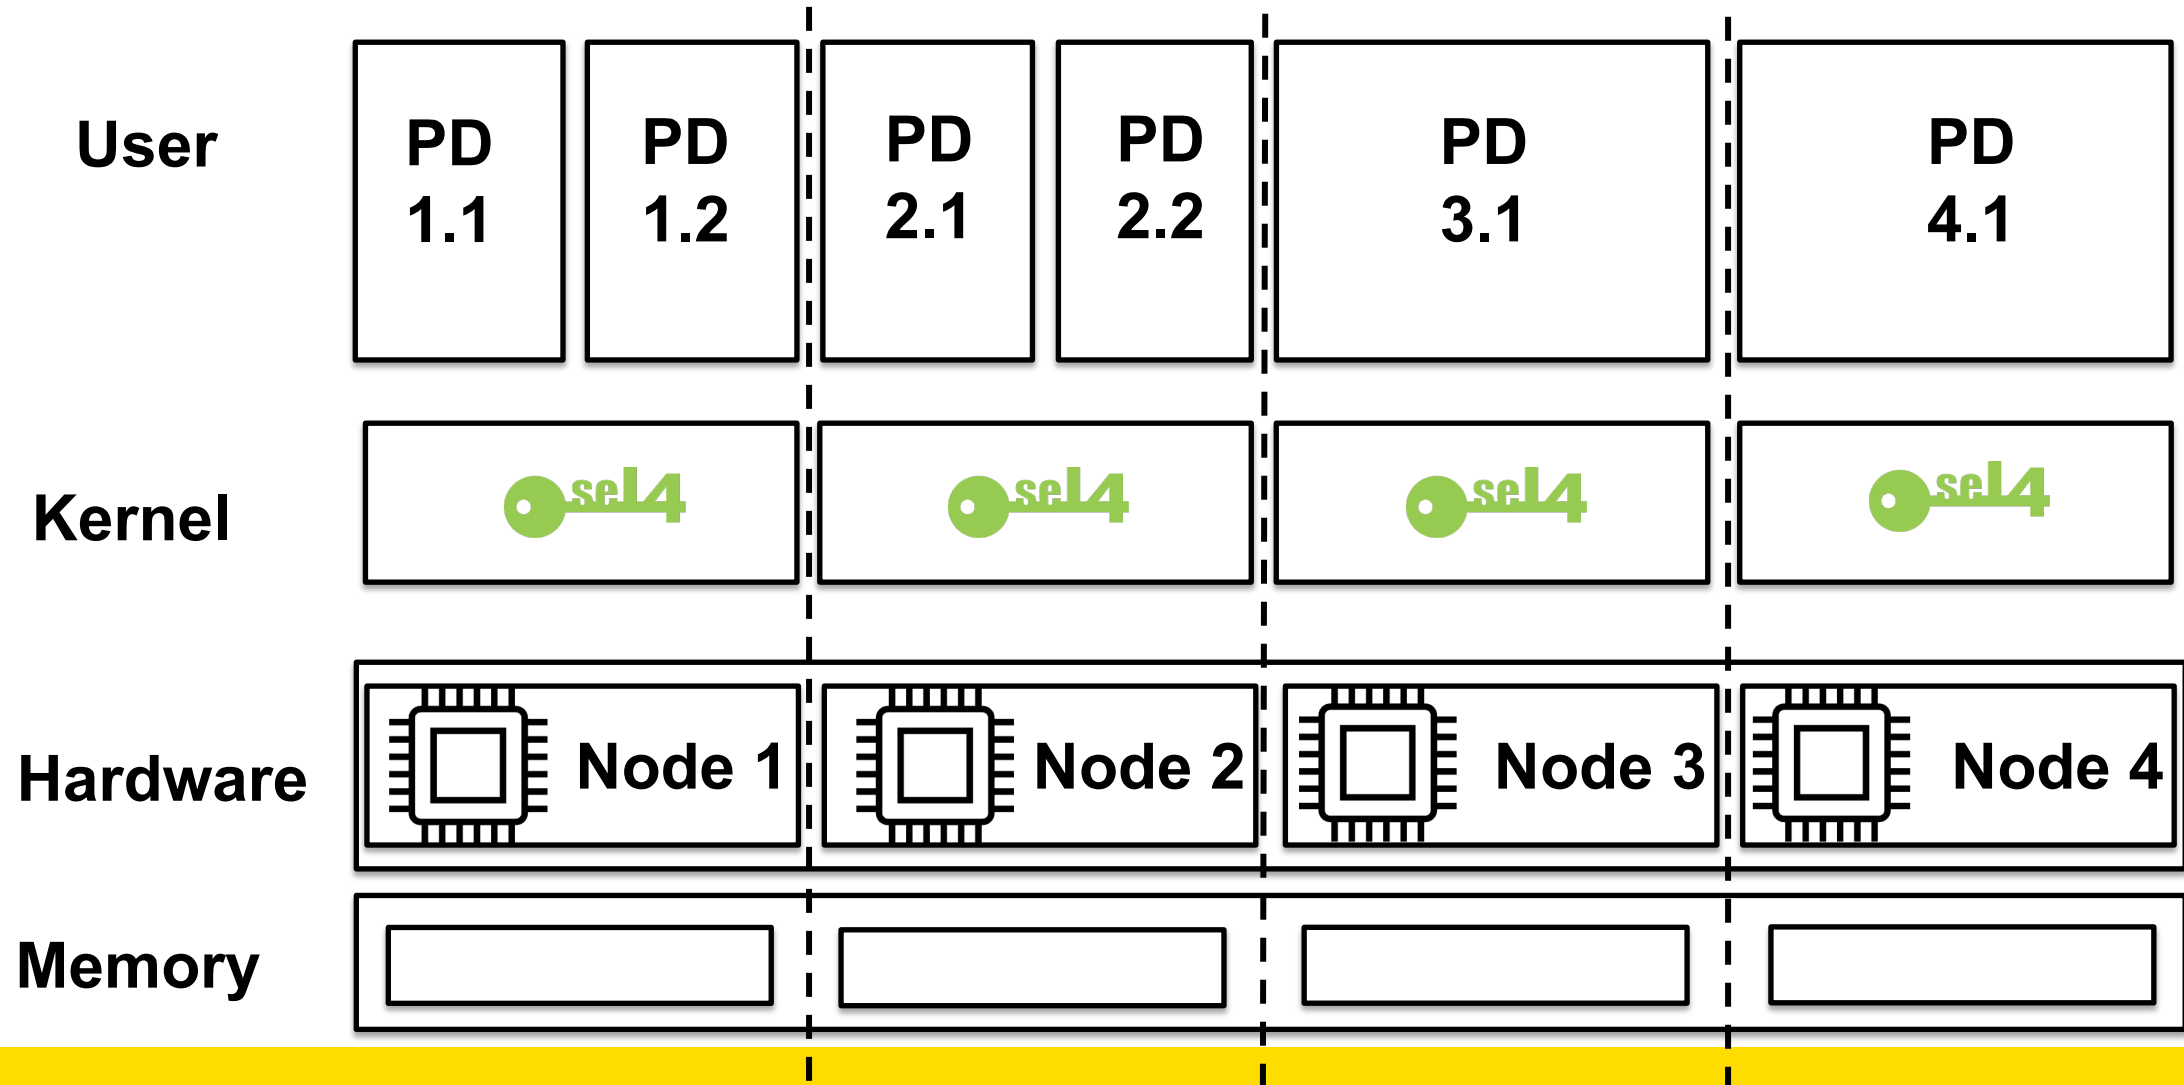 User
PD
1.1
PD
1.2
PD
2.1
PD
2.2
PD
3.1
PD
4.1
Kernel
seL4
seL4
seL4
seL4
Hardware
Node 1
Node 2
Node 3
Node 4
Memory